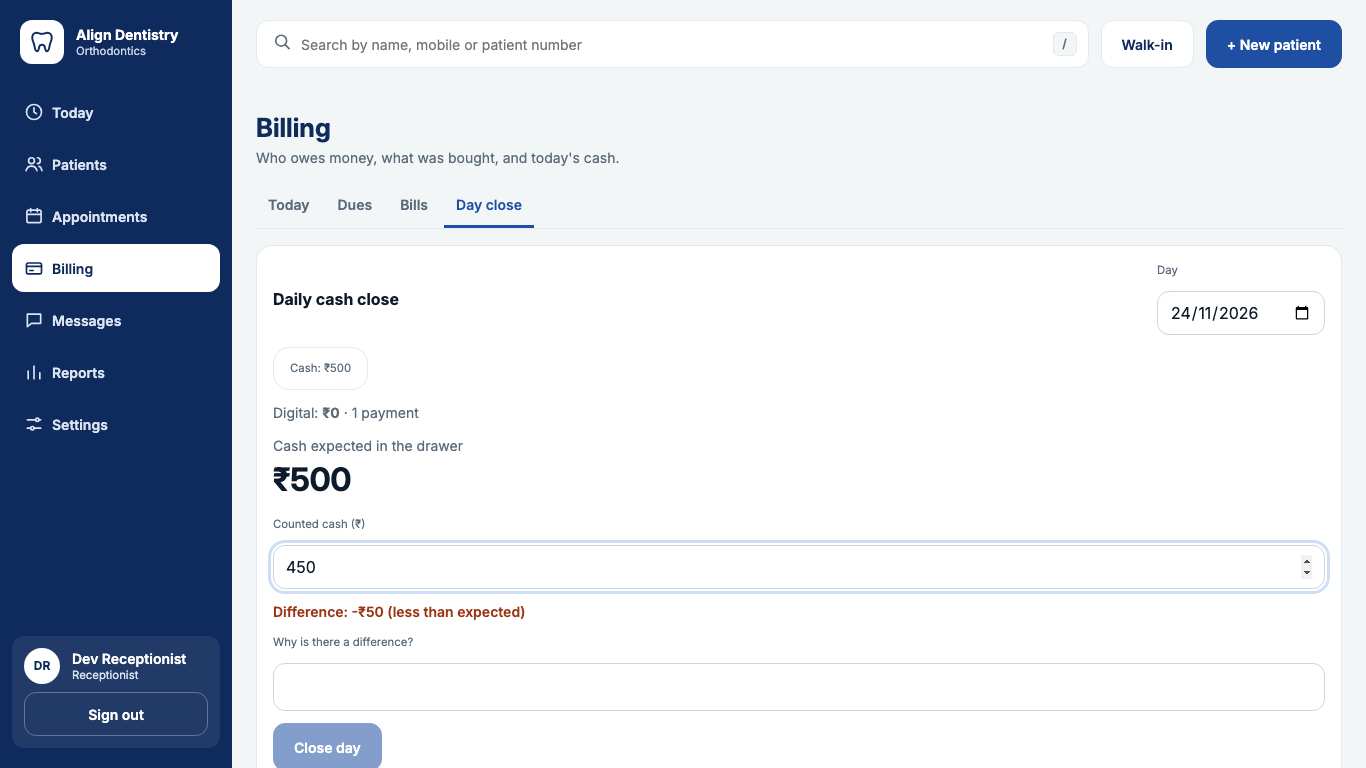 Align Dentistry
Orthodontics
Today
Patients
Appointments
Billing
Messages
Reports
Settings
DR
Dev Receptionist
Receptionist
Sign out
Search by name, mobile or patient number
/
Walk-in
+ New patient
Billing
Who owes money, what was bought, and today's cash.
Today Dues Bills Day close
Day
Daily cash close
24/11/2026
Cash: ₹500
Digital: ₹0 · 1 payment
Cash expected in the drawer
₹500
Counted cash (₹)
450
Difference: -₹50 (less than expected)
Why is there a difference?
Close day